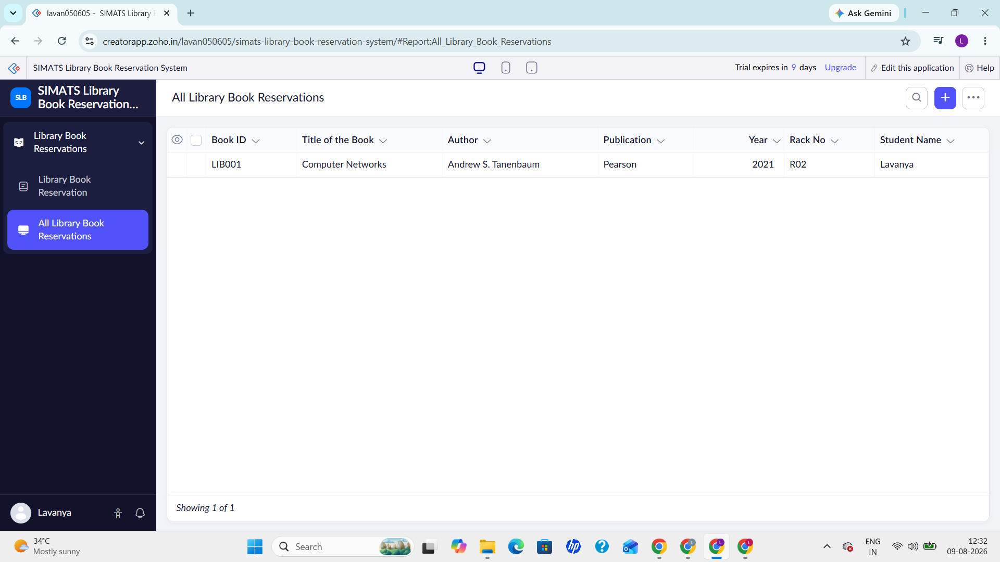 lavan050605 - SIMATS Library
Ask Gemini
creatorapp.zoho.in/lavan050605/simats-library-book-reservation-system/#Report:All_Library_Book_Reservations
L
SIMATS Library Book Reservation System
Trial expires in 9 days Upgrade
Edit this application
Help
SLB
SIMATS Library
Book Reservation...
All Library Book Reservations
Library Book
Reservations
Library Book
Reservation
All Library Book
Reservations
Book ID Title of the Book Author Publication Year Rack No Student Name
LIB001 Computer Networks Andrew S. Tanenbaum Pearson 2021 R02 Lavanya
Showing 1 of 1
Lavanya
34°C
Mostly sunny
Search
hp
ENG
IN
12:32
09-08-2026